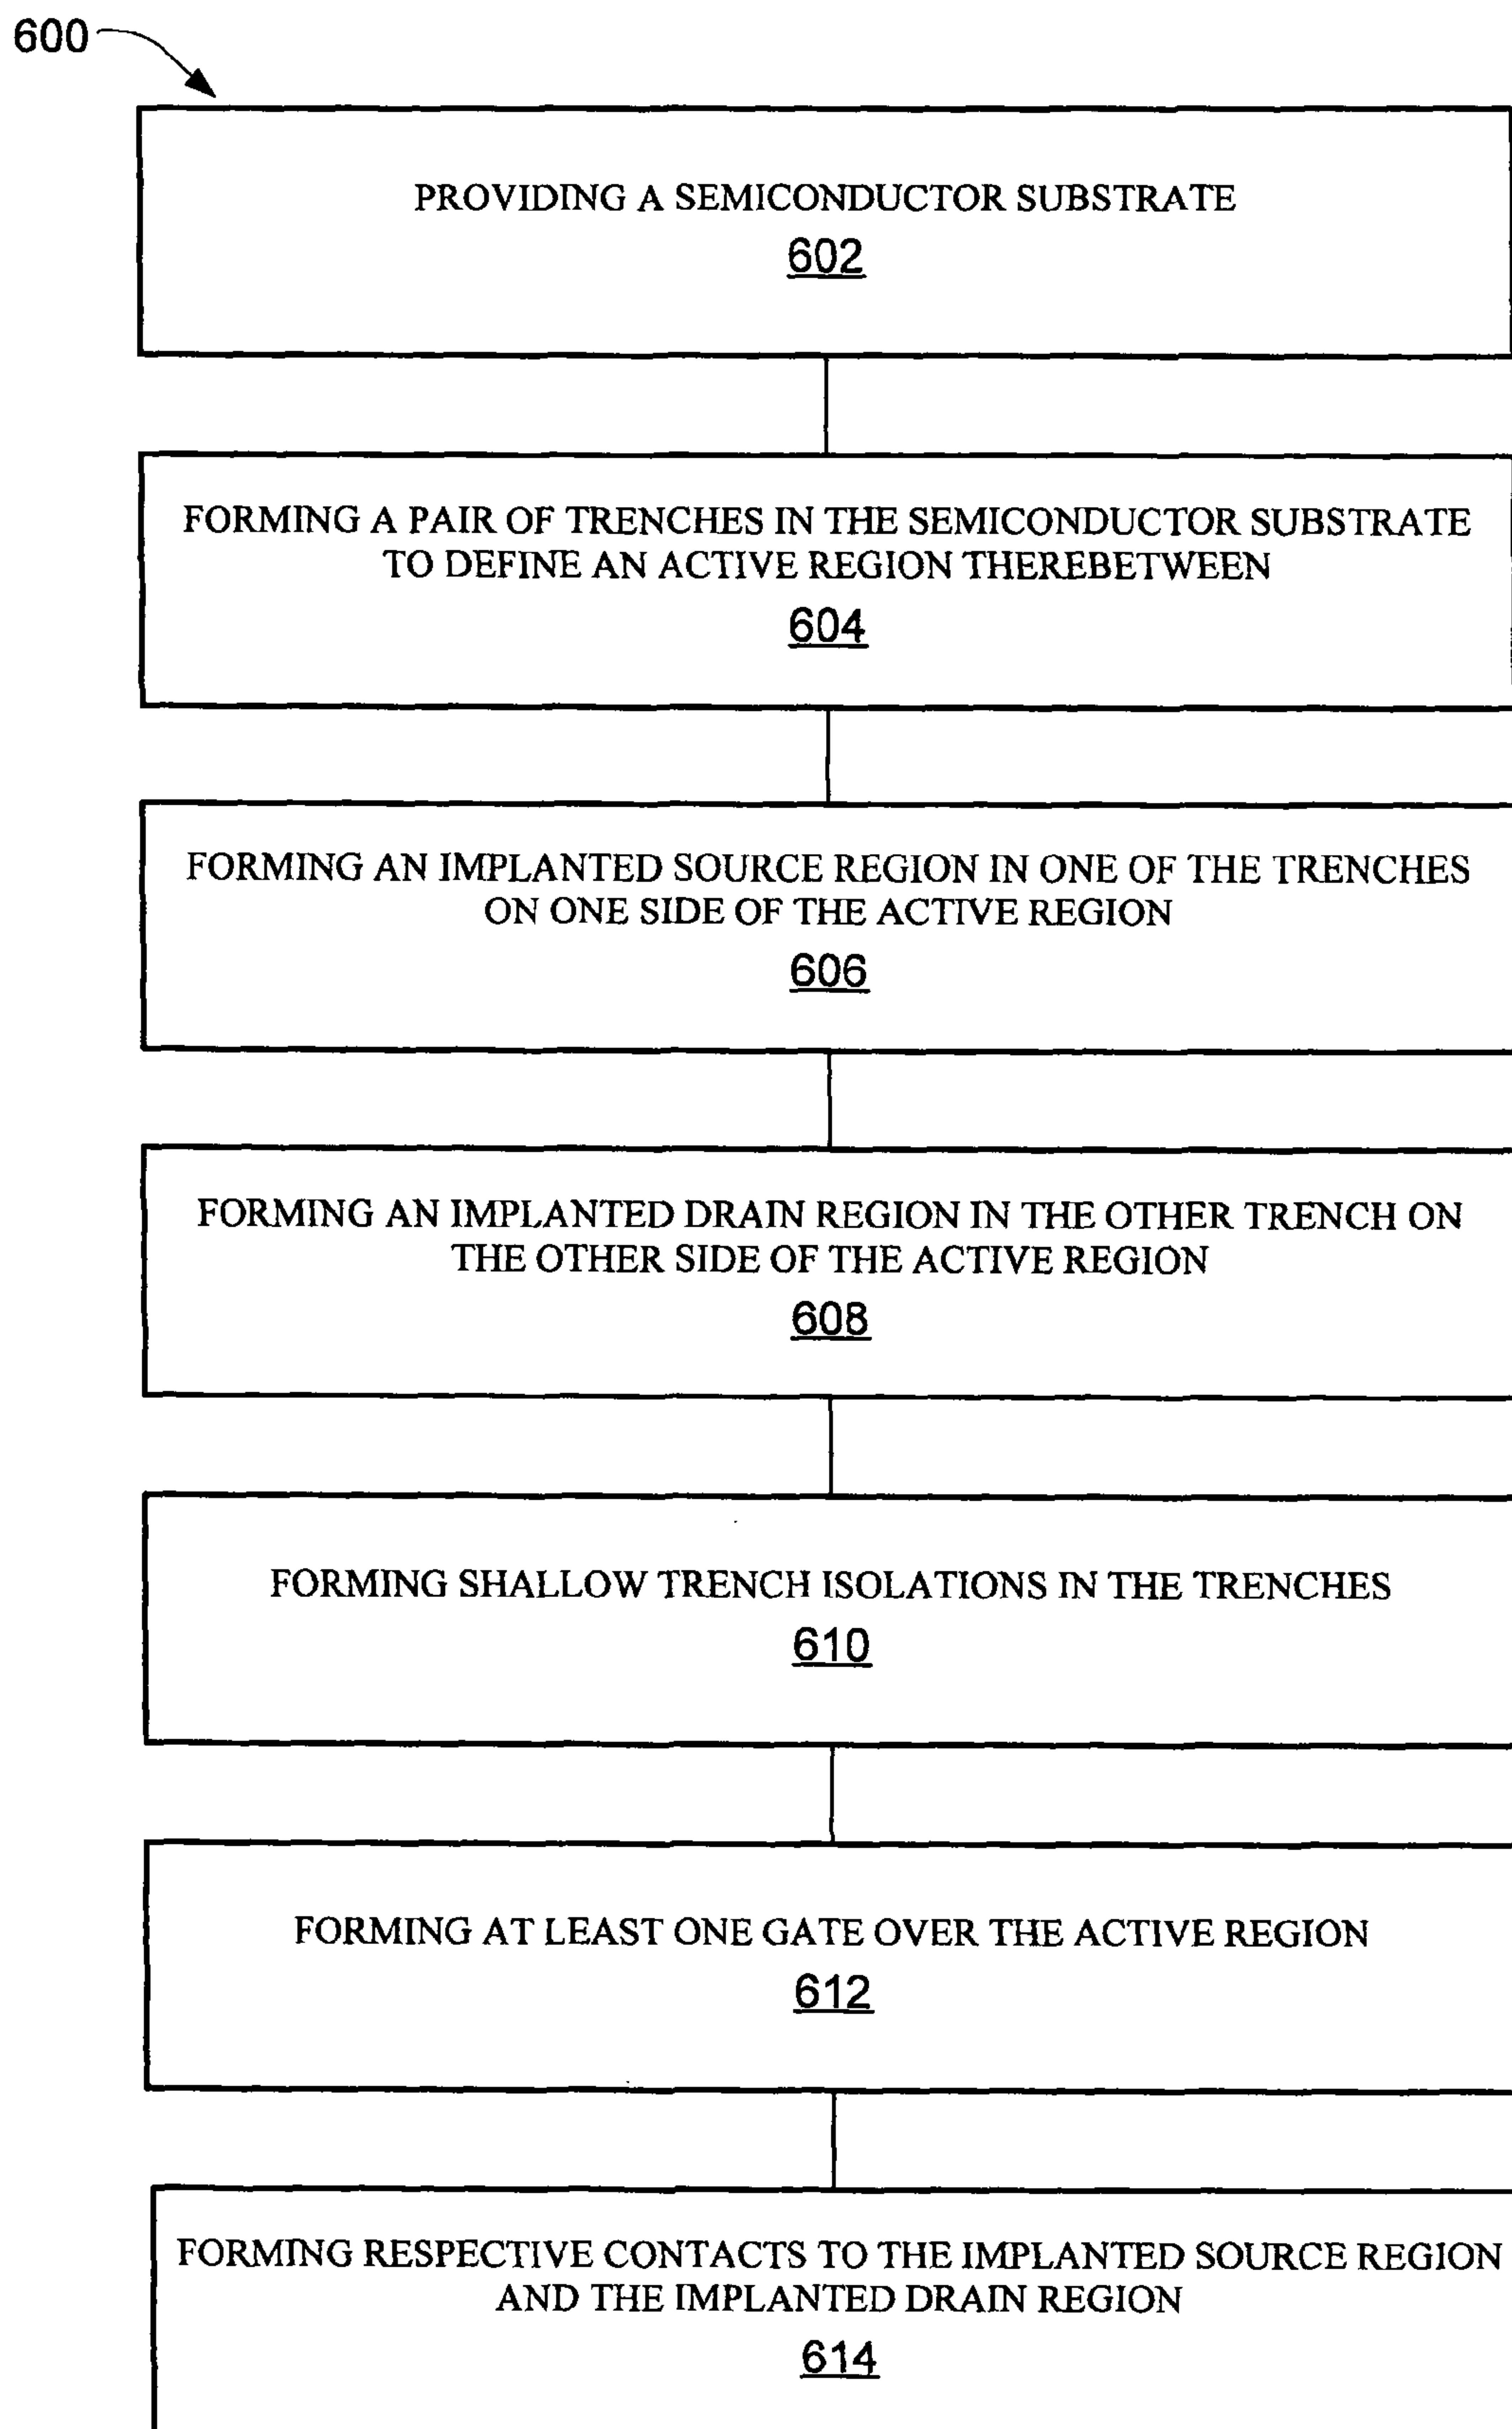 600
PROVIDING A SEMICONDUCTOR SUBSTRATE
602
FORMING A PAIR OF TRENCHES IN THE SEMICONDUCTOR SUBSTRATE
TO DEFINE AN ACTIVE REGION THEREBETWEEN
604
FORMING AN IMPLANTED SOURCE REGION IN ONE OF THE TRENCHES
ON ONE SIDE OF THE ACTIVE REGION
606
FORMING AN IMPLANTED DRAIN REGION IN THE OTHER TRENCH ON
THE OTHER SIDE OF THE ACTIVE REGION
608
FORMING SHALLOW TRENCH ISOLATIONS IN THE TRENCHES
610
FORMING AT LEAST ONE GATE OVER THE ACTIVE REGION
612
FORMING RESPECTIVE CONTACTS TO THE IMPLANTED SOURCE REGION
AND THE IMPLANTED DRAIN REGION
614